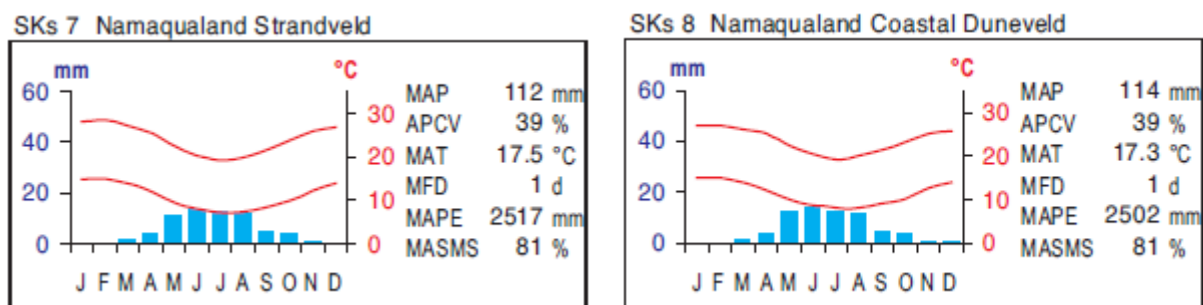 SKs 7 Namaqualand Strandveld
mm °C
60
40
20
0
30
20
10
0
MAP 112 mm
APCV 39 %
MAT 17.5 °C
MFD 1 d
MAPE 2517 mm
MASMS 81 %
J F M A M J J A S O N D
SKs 8 Namaqualand Coastal Duneveld
mm °C
60
40
20
0
30
20
10
0
MAP 114 mm
APCV 39 %
MAT 17.3 °C
MFD 1 d
MAPE 2502 mm
MASMS 81 %
J F M A M J J A S O N D